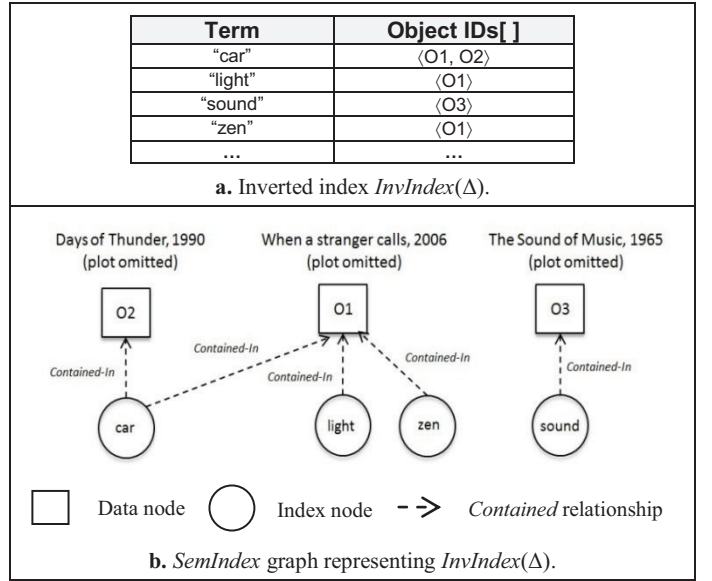 Term Object IDs[ ]
“car” ⟨O1, O2⟩
“light” ⟨O1⟩
“sound” ⟨O3⟩
“zen” ⟨O1⟩
... ...
a. Inverted index InvIndex(Δ).
Days of Thunder, 1990 When a stranger calls, 2006 The Sound of Music, 1965
(plot omitted) (plot omitted) (plot omitted)
O2 O1 O3
Contained-In
Contained-In
Contained-In
Contained-In
Contained-In
car light zen sound
Data node Index node Contained relationship
b. SemIndex graph representing InvIndex(Δ).